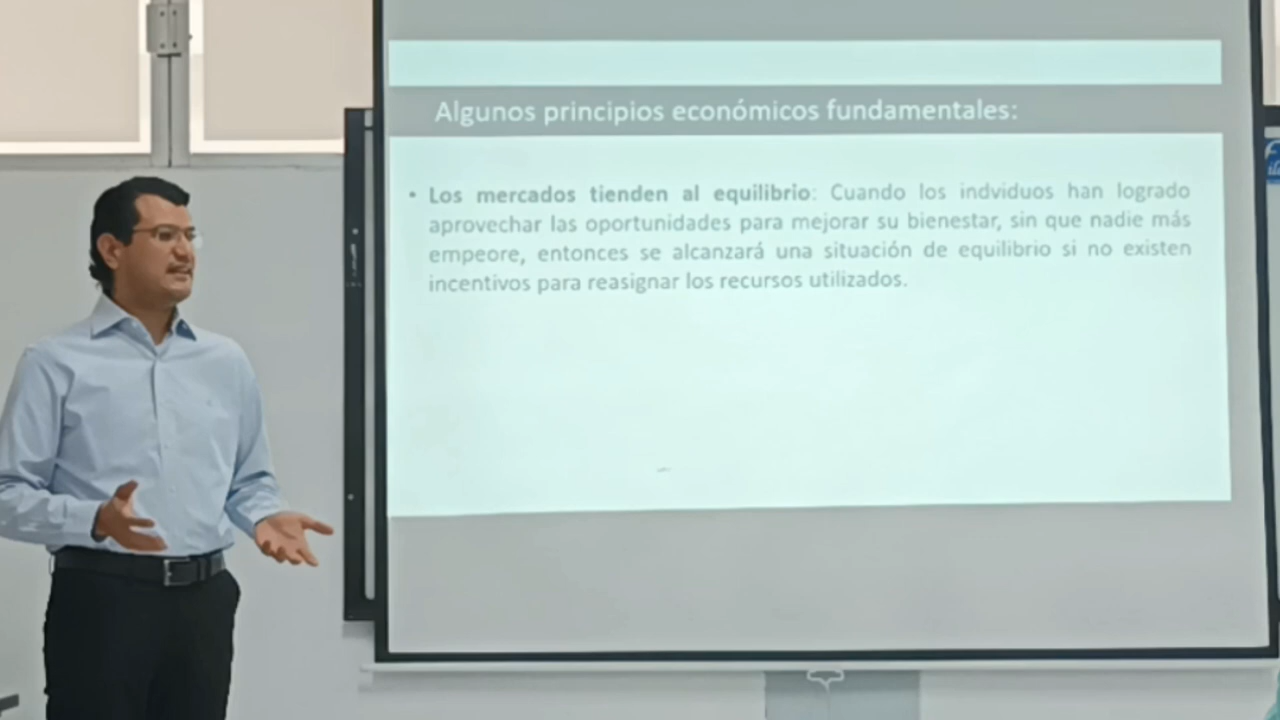 Algunos principios económicos fundamentales:
• Los mercados tienden al equilibrio: Cuando los indviduos han logrado
aprovechar las oportunidades para mejorar su bienestar, sin que nadie más
empeore, entonces se alcanzará una situación de equilibrio si no existen
incentivos para reasignar los recursos utilizados.